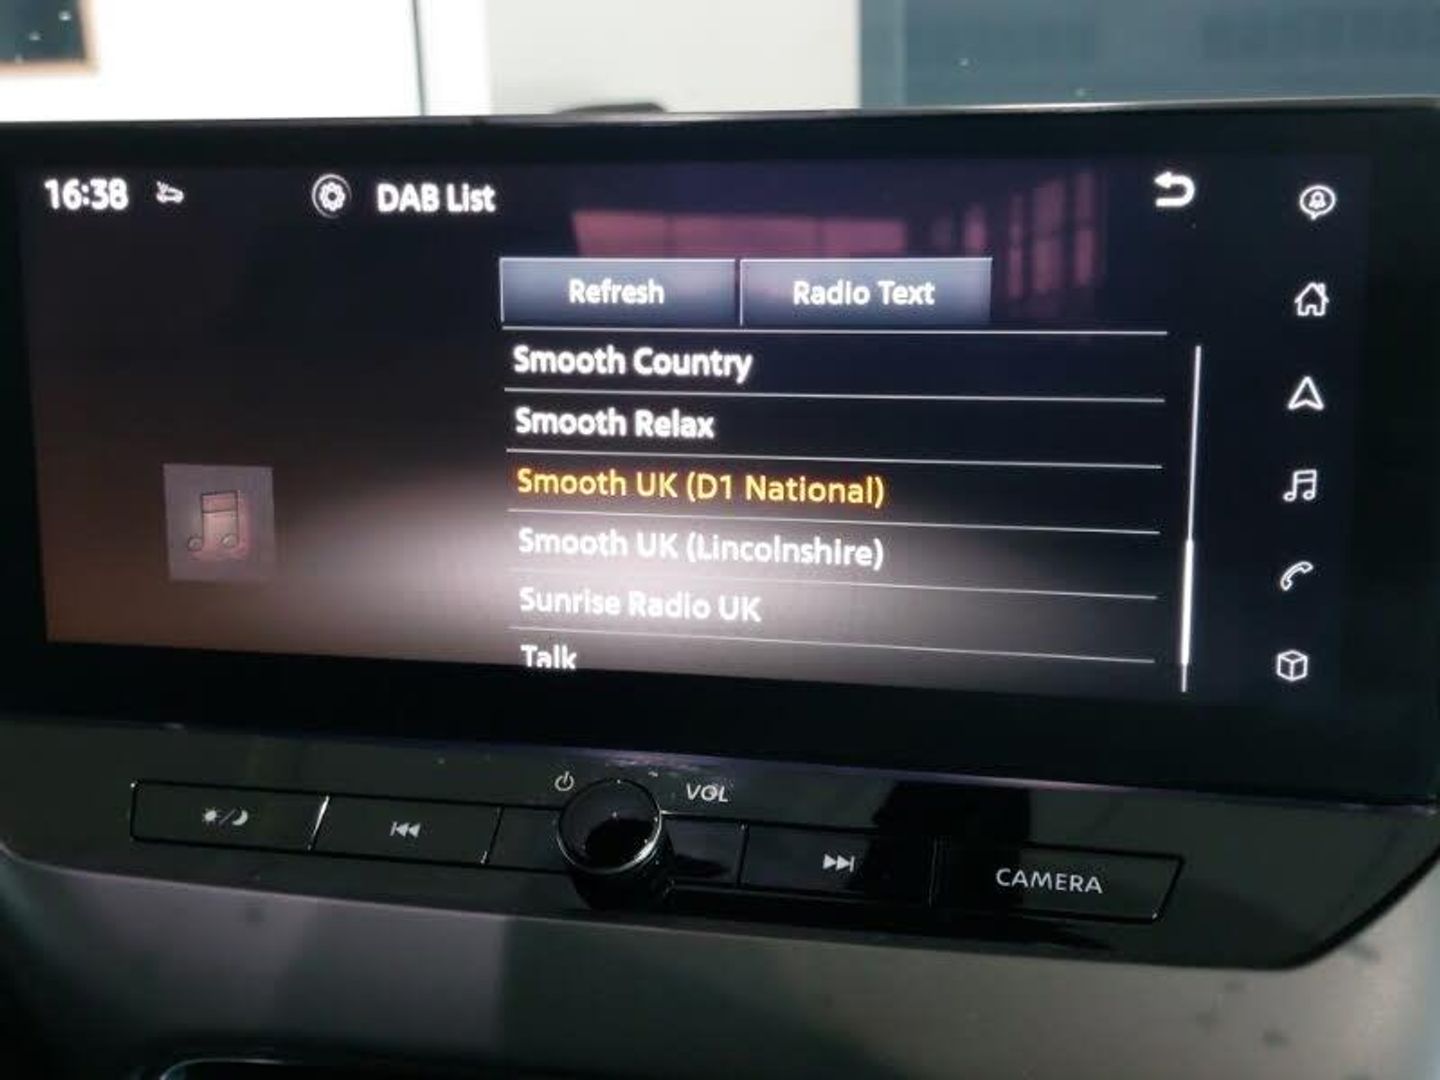 16:38
DAB List
Refresh
Radio Text
Smooth Country
Smooth Relax
Smooth UK (D1 National)
Smooth UK (Lincolnshire)
Sunrise Radio UK
Talk
VOL
CAMERA